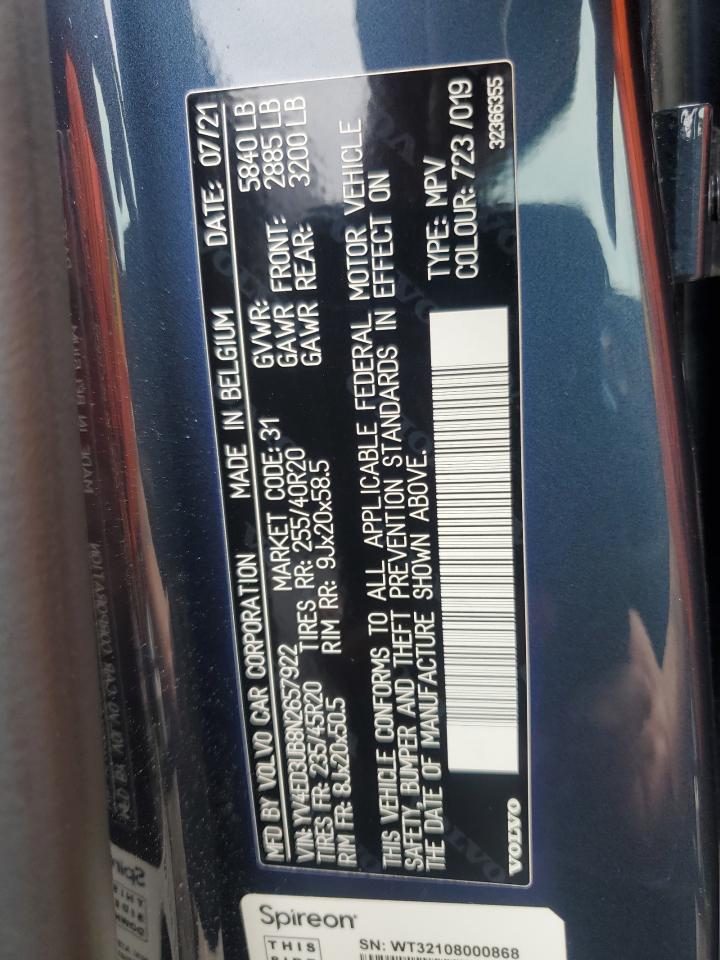 MFD BY VOLVO CAR CORPORATION MADE IN BELGIUM DATE: 07/21
VIN: YV4ED3UB8N2657922 MARKET CODE: 31 GVWR: 5840 LB
TIRES FR: 235/45R20 TIRES RR: 255/40R20 GAWR FRONT: 2885 LB
RIM FR: 8Jx20x50.5 RIM RR: 9Jx20x58.5 GAWR REAR: 3200 LB
THIS VEHICLE CONFORMS TO ALL APPLICABLE FEDERAL MOTOR VEHICLE
SAFETY, BUMPER AND THEFT PREVENTION STANDARDS IN EFFECT ON
THE DATE OF MANUFACTURE SHOWN ABOVE.
TYPE: MPV
COLOUR: 723 /019
32366355
VOLVO
Spireon
THIS
SIDE
SN: WT32108000868